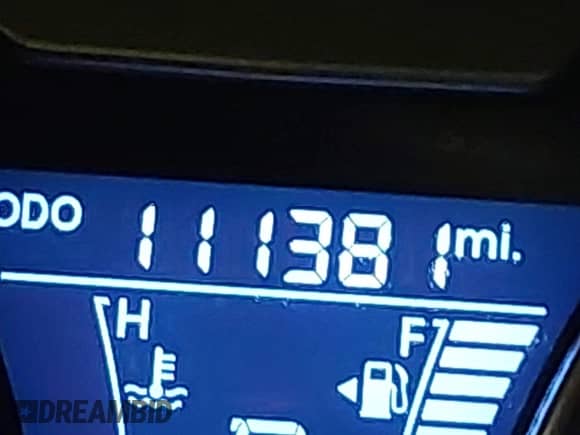 ODO 111381 mi.
H F
DREAMBID